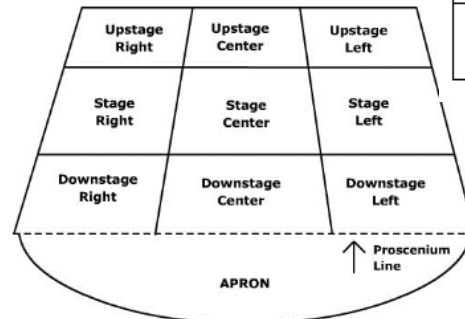 Upstage Right
Upstage Center
Upstage Left
Stage Right
Stage Center
Stage Left
Downstage Right
Downstage Center
Downstage Left
Proscenium Line
APRON